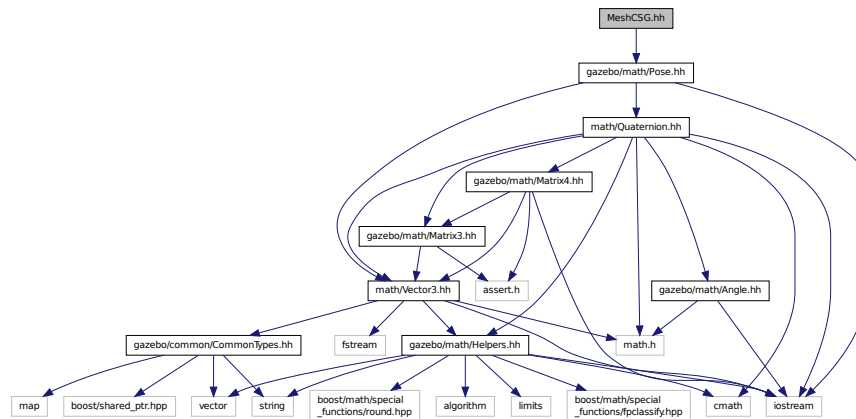 MeshCSG.hh
gazebo/math/Pose.hh
math/Quaternion.hh
gazebo/math/Matrix4.hh
gazebo/math/Matrix3.hh
math/Vector3.hh
assert.h
gazebo/math/Angle.hh
gazebo/common/CommonTypes.hh
fstream
gazebo/math/Helpers.hh
math.h
map
boost/shared_ptr.hpp
vector
string
boost/math/special
_functions/round.hpp
algorithm
limits
boost/math/special
_functions/fpclassify.hpp
cmath
iostream